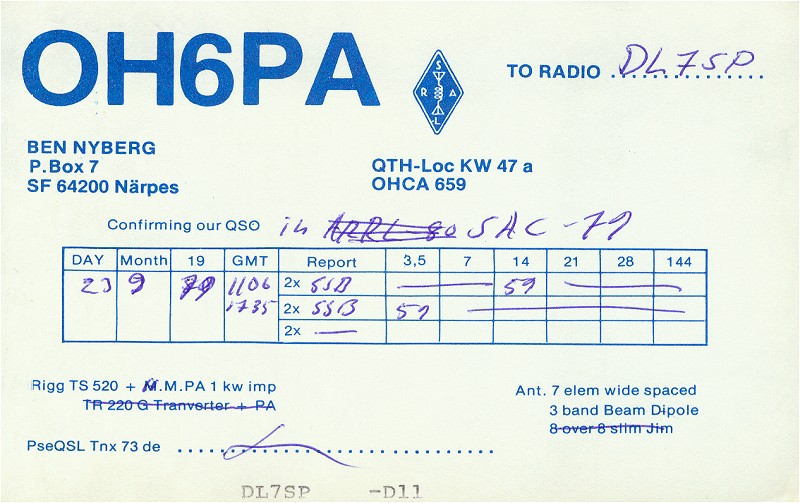 OH6PA
S R A L
TO RADIO DL7SP
BEN NYBERG
P.Box 7
SF 64200 Närpes
QTH-Loc KW 47 a
OHCA 659
Confirming our QSO in ARRL 80 SAC -79
DAY Month 19 GMT Report 3,5 7 14 21 28 144
23 9 79 1106 2x SSB 59
1735 2x SSB 59
2x
Rigg TS 520 + M.M.PA 1 kw imp
TR 220 G Tranverter + PA
Ant. 7 elem wide spaced
3 band Beam Dipole
8 over 8 slim Jim
PseQSL Tnx 73 de
DL7SP -D11